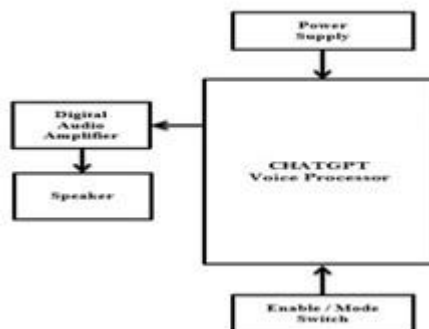 Power
Supply
Digital
Audio
Amplifier
CHATGPT
Voice Processor
Speaker
Enable / Mode
Switch